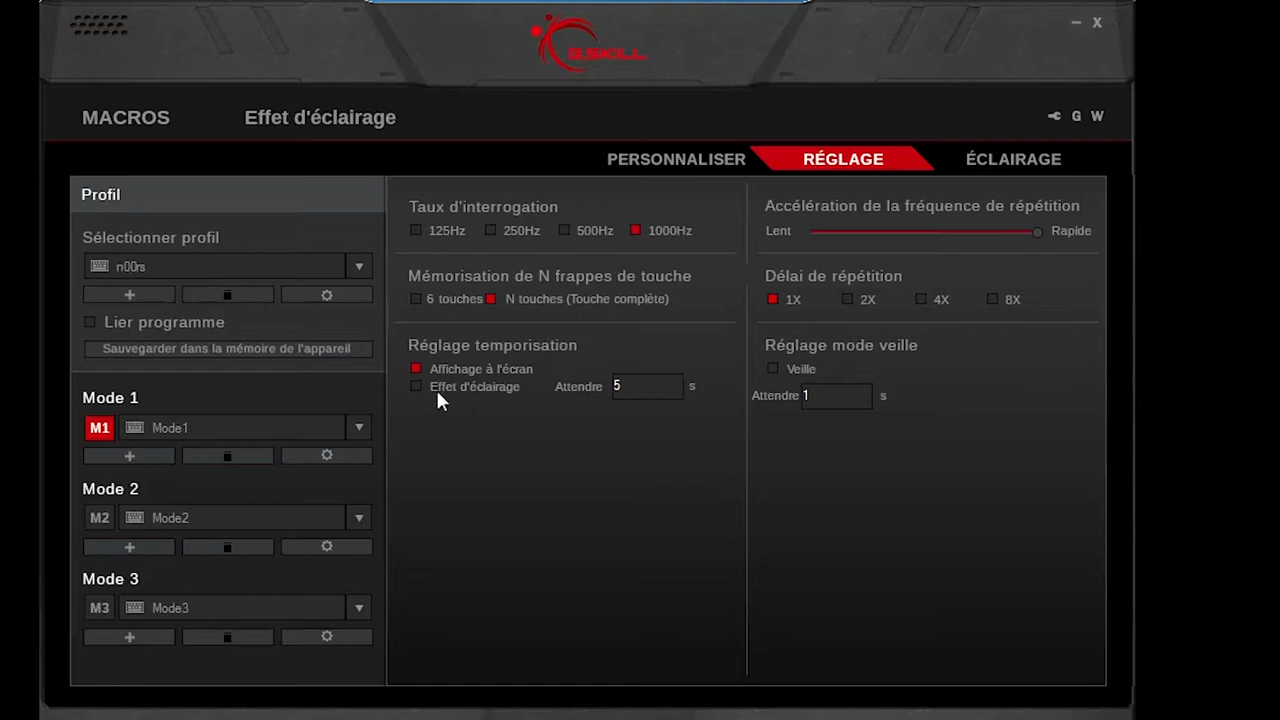 G.SKILL
– X
MACROS Effet d'éclairage G W
PERSONNALISER RÉGLAGE ÉCLAIRAGE
Profil
Sélectionner profil
n00rs
Lier programme
Sauvegarder dans la mémoire de l'appareil
Mode 1
M1 Mode1
Mode 2
M2 Mode2
Mode 3
M3 Mode3
Taux d'interrogation
125Hz 250Hz 500Hz 1000Hz
Mémorisation de N frappes de touche
6 touches N touches (Touche complète)
Réglage temporisation
Affichage à l'écran
Effet d'éclairage Attendre 5 s
Accélération de la fréquence de répétition
Lent Rapide
Délai de répétition
1X 2X 4X 8X
Réglage mode veille
Veille
Attendre 1 s